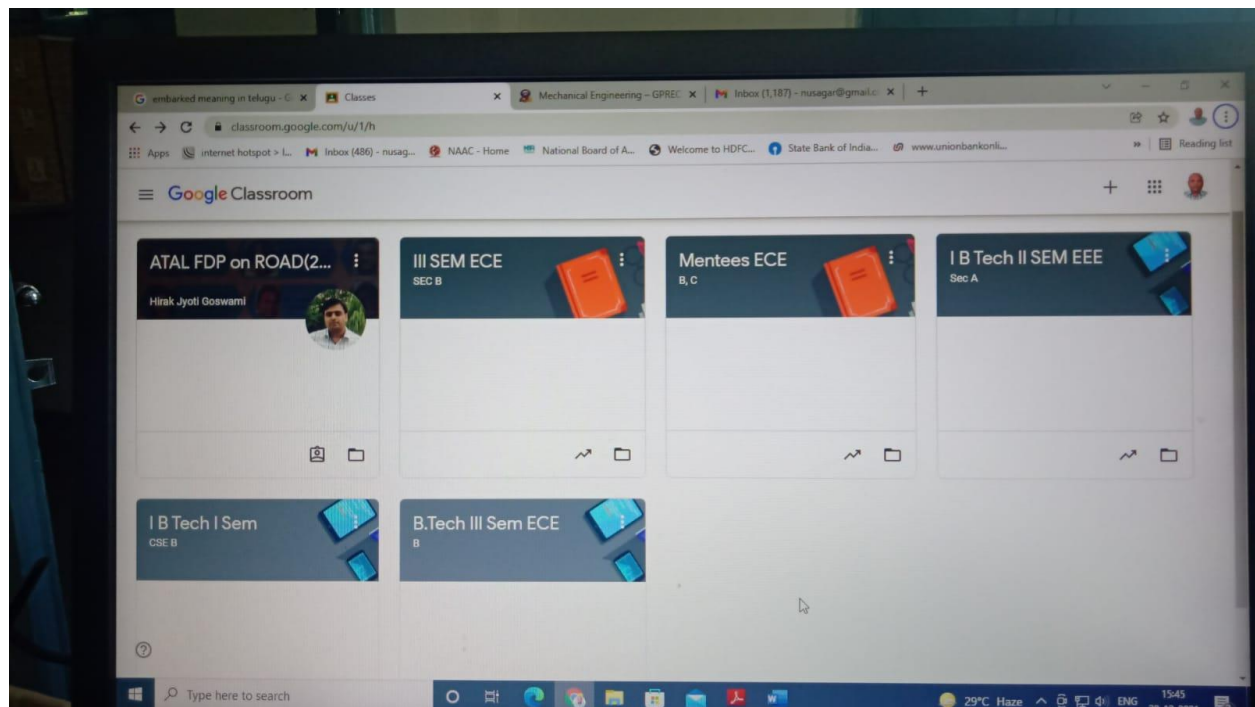 embarked meaning in telugu - G
Classes
Mechanical Engineering – GPREC
Inbox (1,187) - nusagar@gmail.c
classroom.google.com/u/1/h
Apps
internet hotspot > L...
Inbox (486) - nusag...
NAAC - Home
National Board of A...
Welcome to HDFC...
State Bank of India...
www.unionbankonli...
»
Reading list
Google Classroom
ATAL FDP on ROAD(2...
Hirak Jyoti Goswami
III SEM ECE
SEC B
Mentees ECE
B, C
I B Tech II SEM EEE
Sec A
I B Tech I Sem
CSE B
B.Tech III Sem ECE
B
Type here to search
29°C Haze
ENG
15:45